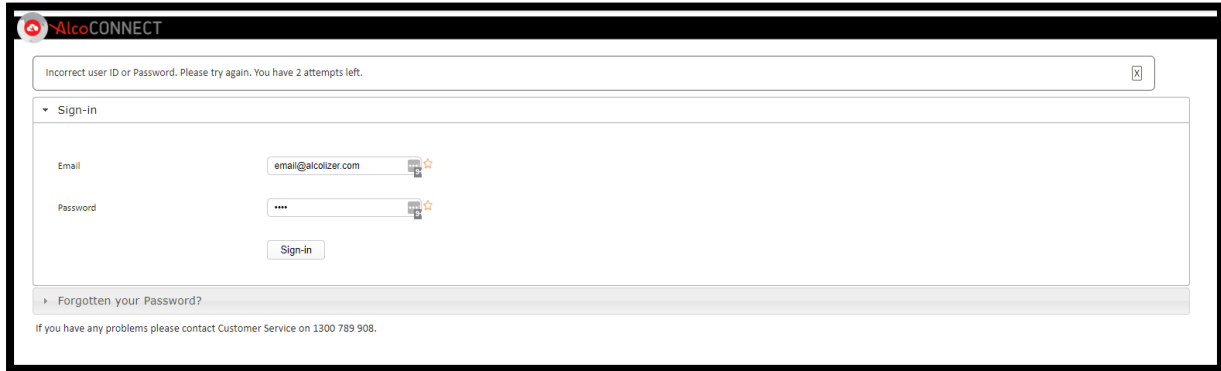 AlcoCONNECT
Incorrect user ID or Password. Please try again. You have 2 attempts left.
X
Sign-in
Email
email@alcolizer.com
9+
Password
••••
9+
Sign-in
Forgotten your Password?
If you have any problems please contact Customer Service on 1300 789 908.